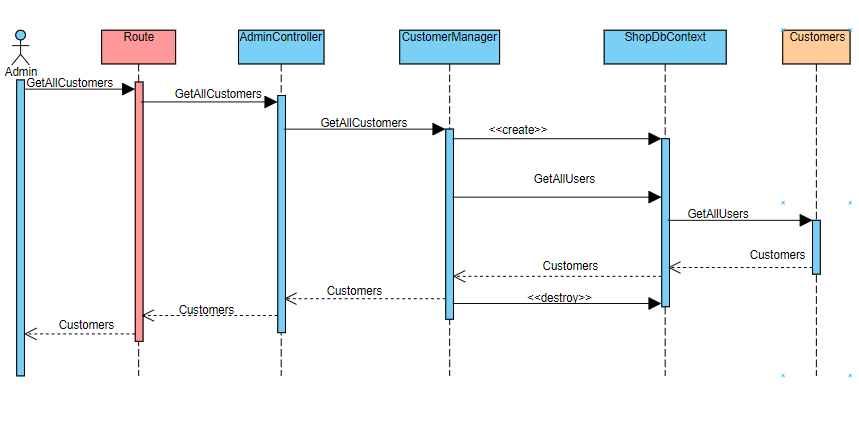 Route
AdminController
CustomerManager
ShopDbContext
Customers
Admin
GetAllCustomers
GetAllCustomers
GetAllCustomers
<<create>>
GetAllUsers
GetAllUsers
Customers
Customers
Customers
<<destroy>>
Customers
Customers